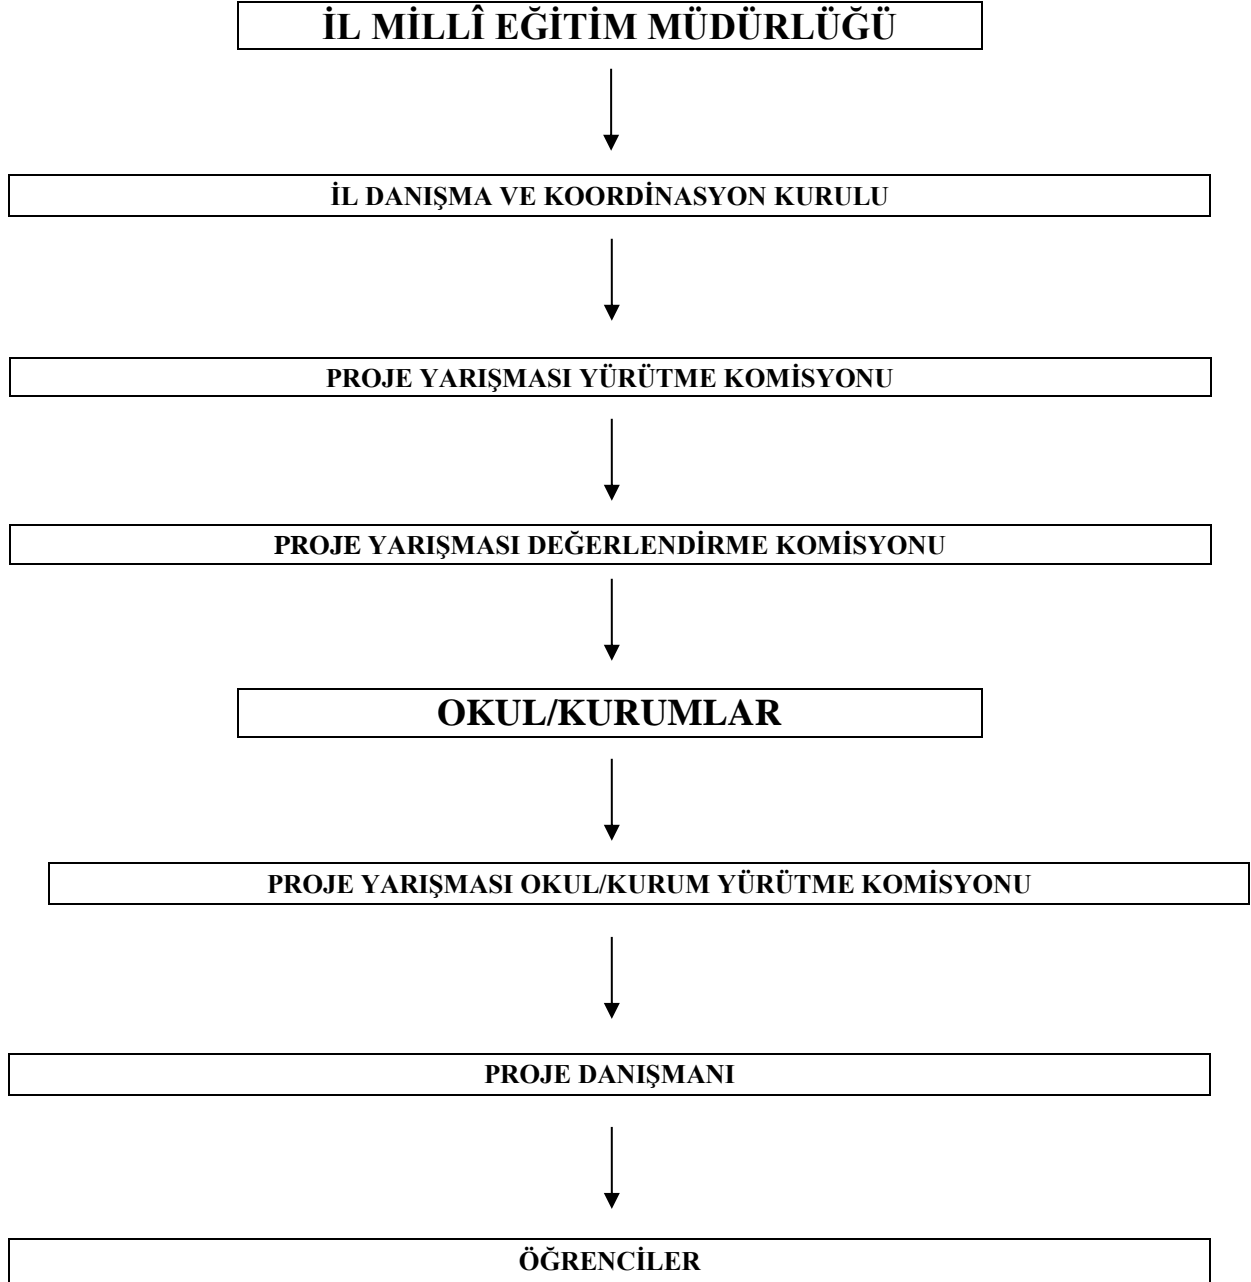 İL MİLLÎ EĞİTİM MÜDÜRLÜĞÜ
İL DANIŞMA VE KOORDİNASYON KURULU
PROJE YARIŞMASI YÜRÜTME KOMİSYONU
PROJE YARIŞMASI DEĞERLENDİRME KOMİSYONU
OKUL/KURUMLAR
PROJE YARIŞMASI OKUL/KURUM YÜRÜTME KOMİSYONU
PROJE DANIŞMANI
ÖĞRENCİLER